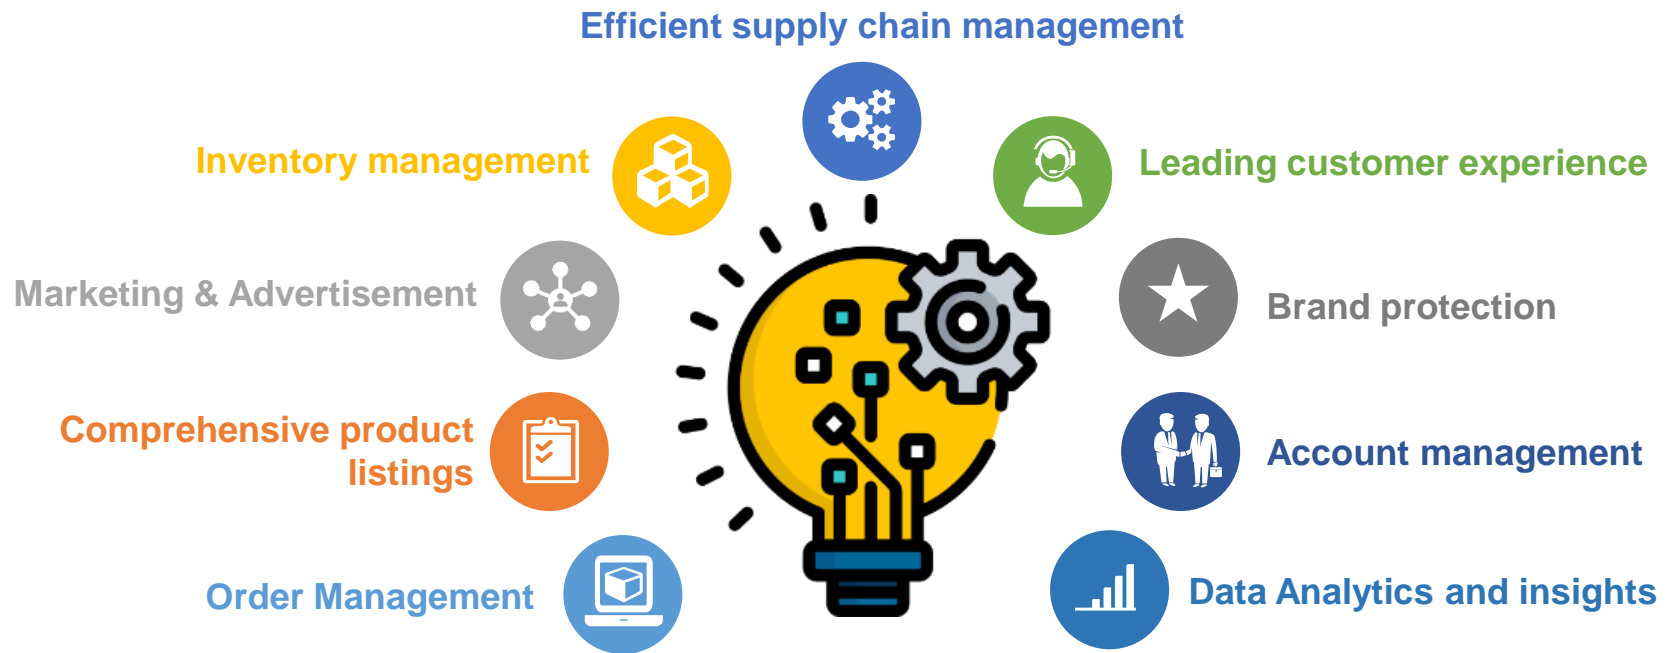 Efficient supply chain management
Inventory management
Leading customer experience
Marketing & Advertisement
Brand protection
Comprehensive product
listings
Account management
Order Management
Data Analytics and insights